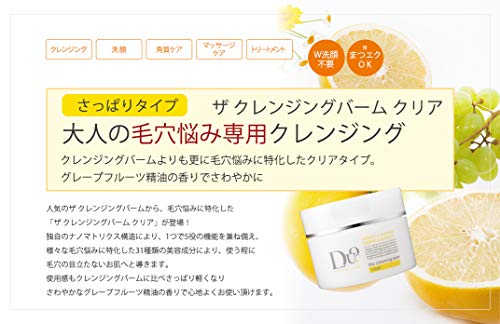 クレンジング
洗顔
角質ケア
マッサージ
ケア
トリートメント
W洗顔
不要
※
まつエク
OK
さっぱりタイプ ザ クレンジングバーム クリア
大人の毛穴悩み専用クレンジング
クレンジングバームよりも更に毛穴悩みに特化したクリアタイプ。
グレープフルーツ精油の香りでさわやかに
人気のザ クレンジングバームから、毛穴悩みに特化した
「ザ クレンジングバーム クリア」が登場！
独自のナノマトリクス構造により、1つで5役の機能を兼ね備え、
様々な毛穴悩みに特化した31種類の美容成分により、使う程に
毛穴の目立たないお肌へと導きます。
使用感もクレンジングバームに比べさっぱり軽くなり
さわやかなグレープフルーツ精油の香りで心地よくお使い頂けます。
DUO
the cleansing balm